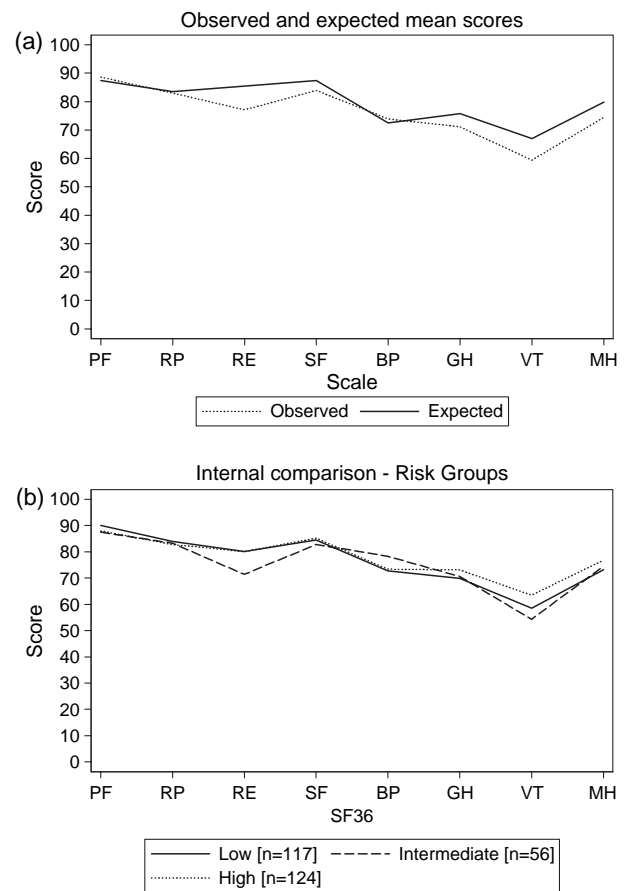 Observed and expected mean scores
(a)
100
90
80
70
60
50
40
30
20
10
0
Score
PF RP RE SF BP GH VT MH
Scale
Observed Expected
Internal comparison - Risk Groups
(b)
100
90
80
70
60
50
40
30
20
10
0
Score
PF RP RE SF BP GH VT MH
SF36
Low [n=117] Intermediate [n=56]
High [n=124]